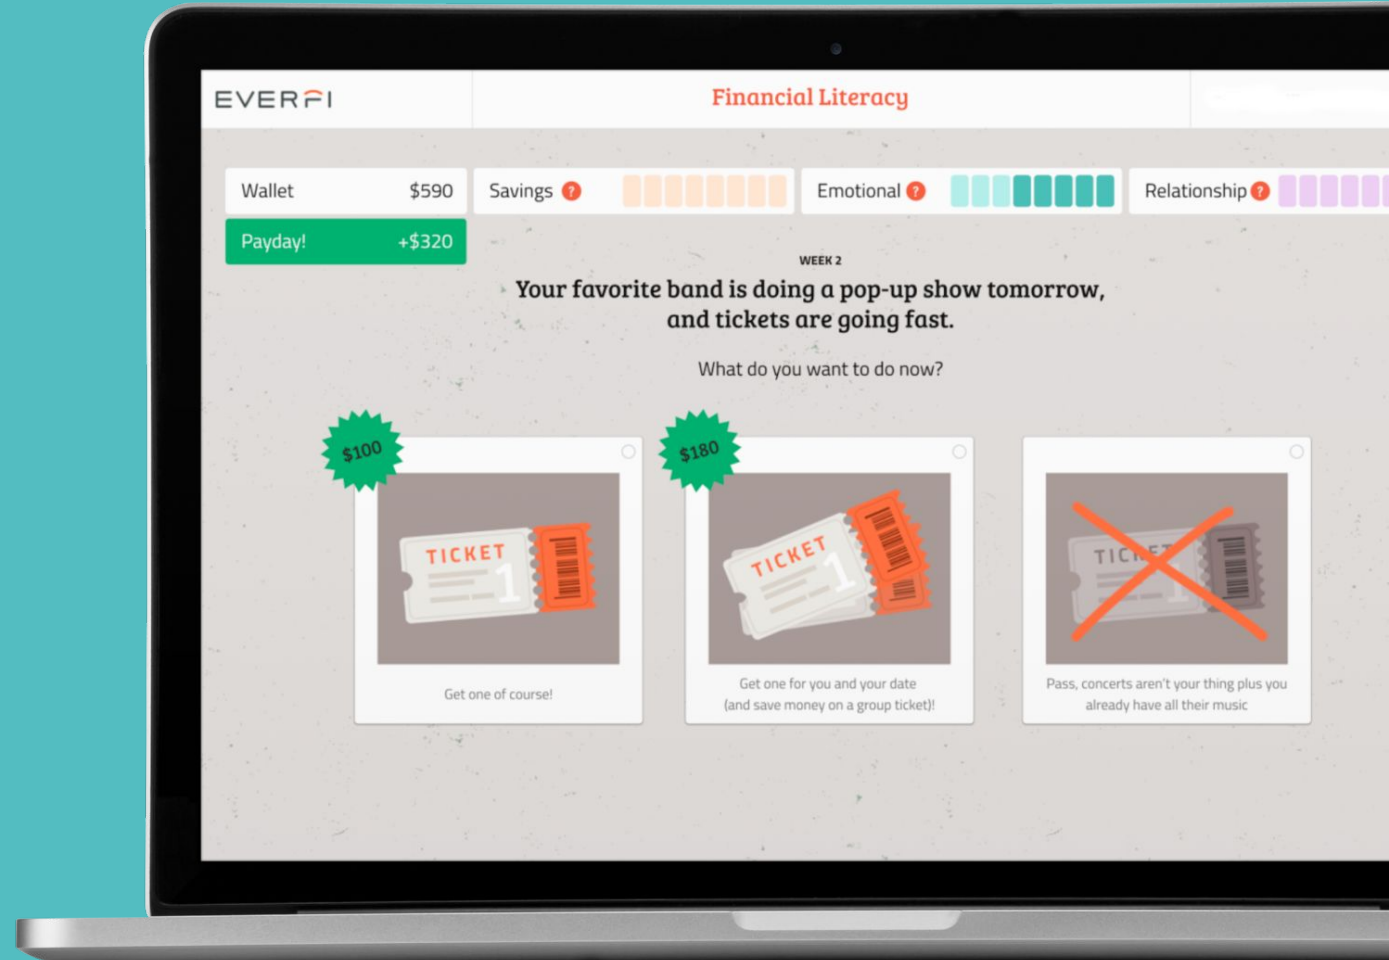 EVERFI
Financial Literacy
Wallet $590
Savings ?
Emotional ?
Relationship ?
Payday! +$320
WEEK 2
Your favorite band is doing a pop-up show tomorrow,
and tickets are going fast.
What do you want to do now?
$100
TICKET
1
Get one of course!
$180
TICKET
1
Get one for you and your date
(and save money on a group ticket)!
TICKET
1
Pass, concerts aren't your thing plus you
already have all their music